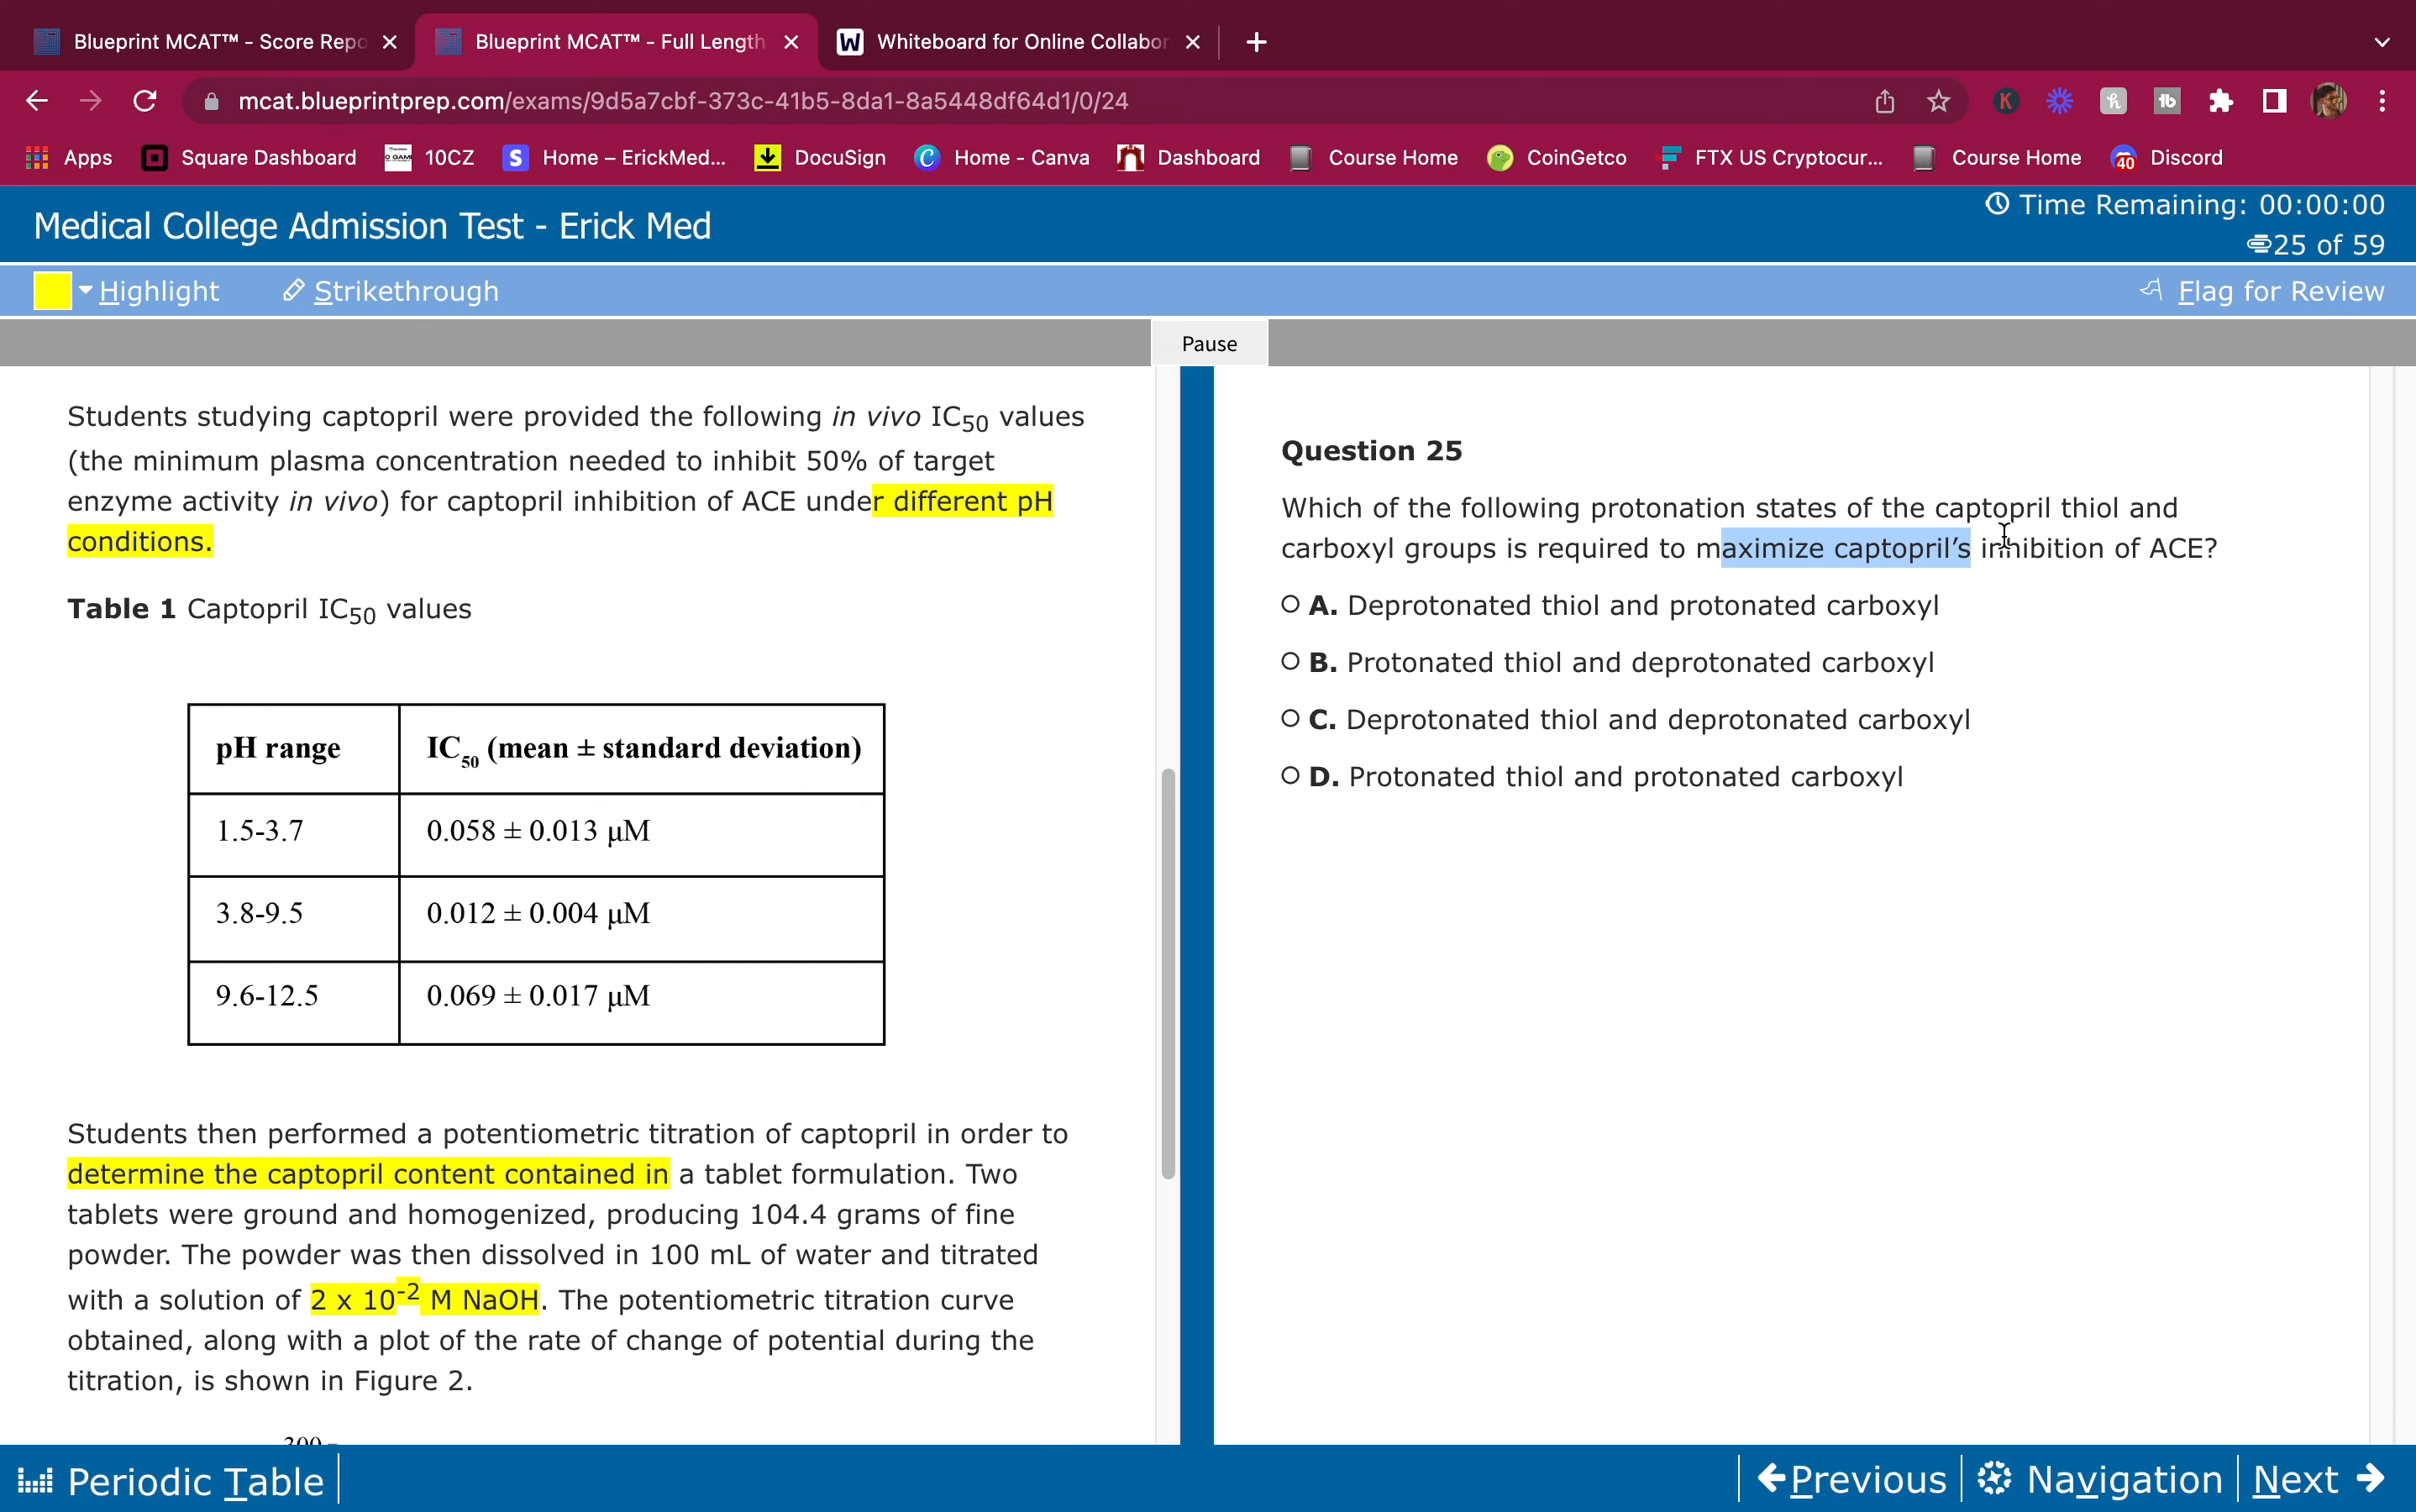 Blueprint MCAT™ - Score Repo
Blueprint MCAT™ - Full Length
Whiteboard for Online Collabor
mcat.blueprintprep.com/exams/9d5a7cbf-373c-41b5-8da1-8a5448df64d1/0/24
Apps
Square Dashboard
10CZ
Home – ErickMed...
DocuSign
Home - Canva
Dashboard
Course Home
CoinGetco
FTX US Cryptocur...
Course Home
40
Discord
Medical College Admission Test - Erick Med
Time Remaining: 00:00:00
25 of 59
Highlight
Strikethrough
Flag for Review
Pause
Students studying captopril were provided the following in vivo IC50 values
(the minimum plasma concentration needed to inhibit 50% of target
enzyme activity in vivo) for captopril inhibition of ACE under different pH
conditions.
Table 1 Captopril IC50 values
pH range IC50 (mean ± standard deviation)
1.5-3.7 0.058 ± 0.013 μM
3.8-9.5 0.012 ± 0.004 μM
9.6-12.5 0.069 ± 0.017 μM
Students then performed a potentiometric titration of captopril in order to
determine the captopril content contained in a tablet formulation. Two
tablets were ground and homogenized, producing 104.4 grams of fine
powder. The powder was then dissolved in 100 mL of water and titrated
with a solution of 2 x 10-2 M NaOH. The potentiometric titration curve
obtained, along with a plot of the rate of change of potential during the
titration, is shown in Figure 2.
300
Question 25
Which of the following protonation states of the captopril thiol and
carboxyl groups is required to maximize captopril's inhibition of ACE?
A. Deprotonated thiol and protonated carboxyl
B. Protonated thiol and deprotonated carboxyl
C. Deprotonated thiol and deprotonated carboxyl
D. Protonated thiol and protonated carboxyl
Periodic Table
Previous
Navigation
Next